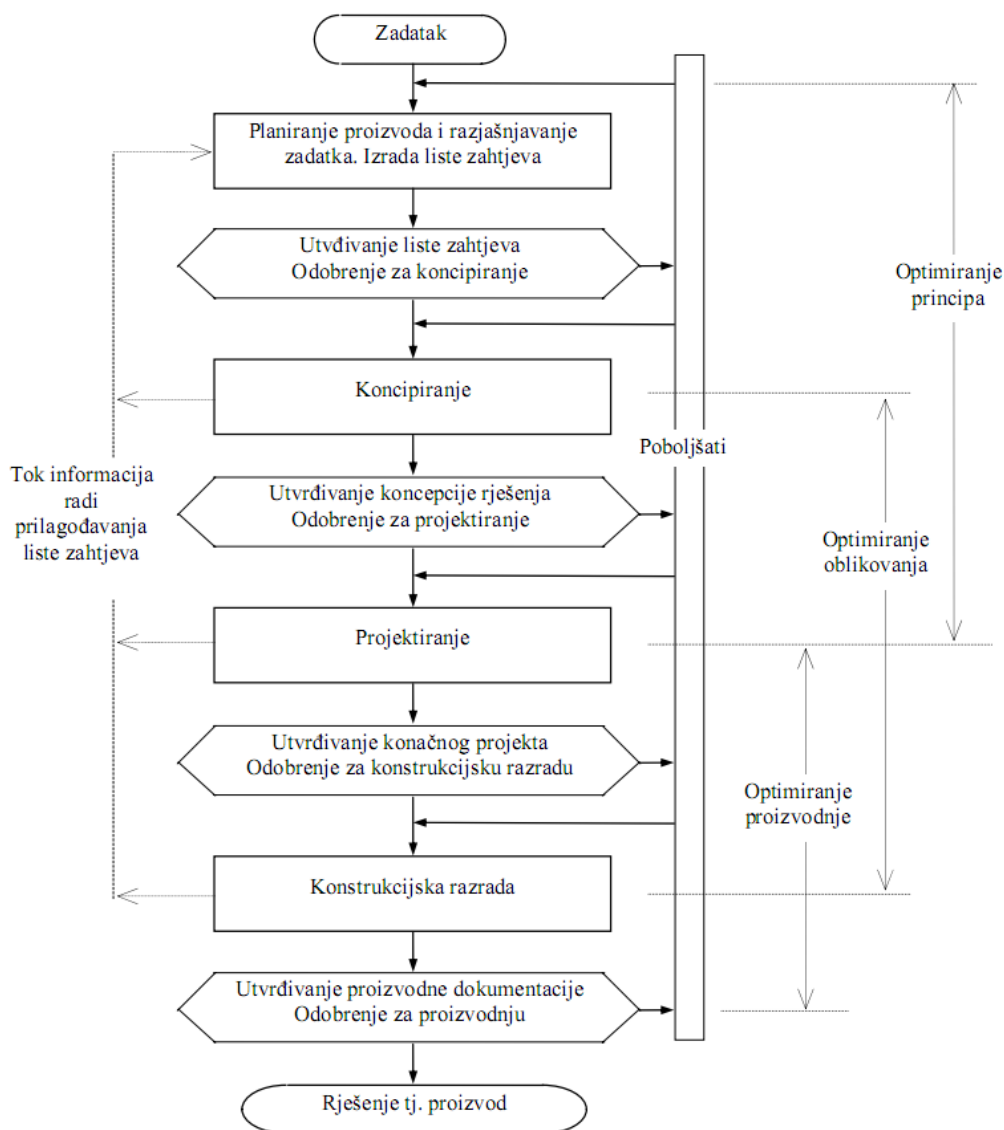 Zadatak
Planiranje proizvoda i razjašnjavanje
zadatka. Izrada liste zahtjeva
Utvđivanje liste zahtjeva
Odobrenje za koncipiranje
Optimiranje
principa
Koncipiranje
Poboljšati
Tok informacija
radi
prilagođavanja
liste zahtjeva
Utvrđivanje koncepcije rješenja
Odobrenje za projektiranje
Optimiranje
oblikovanja
Projektiranje
Utvrđivanje konačnog projekta
Odobrenje za konstrukcijsku razradu
Optimiranje
proizvodnje
Konstrukcijska razrada
Utvrđivanje proizvodne dokumentacije
Odobrenje za proizvodnju
Rješenje tj. proizvod